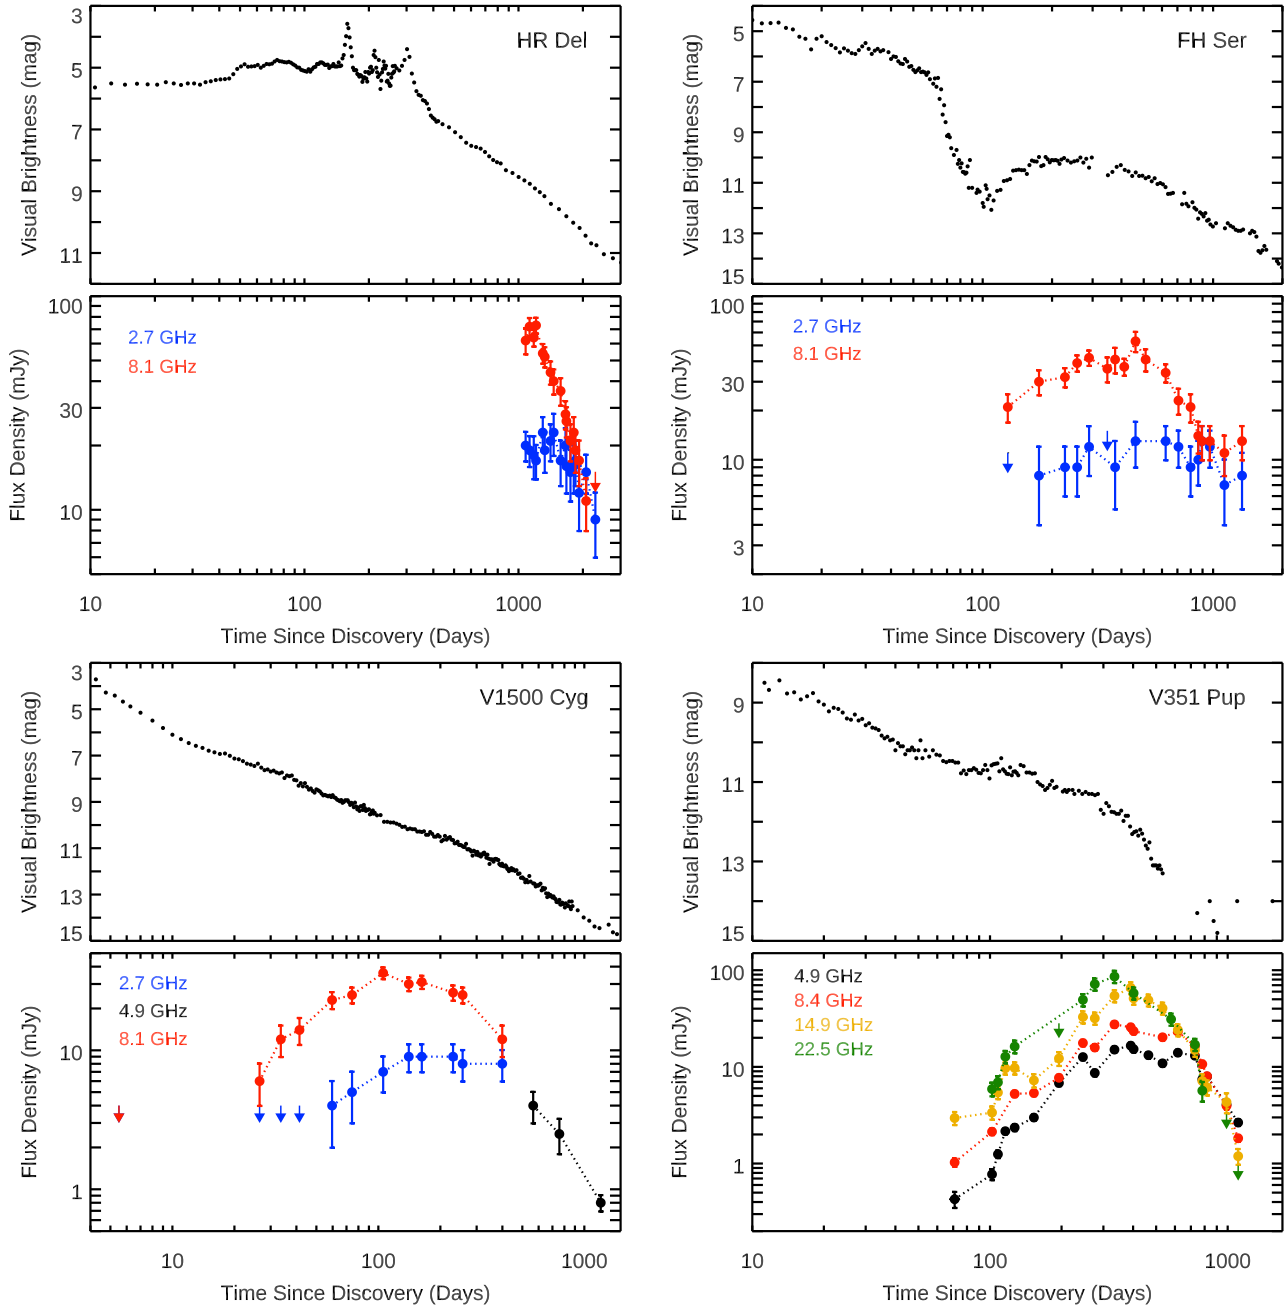 HR Del
Visual Brightness (mag)
3
5
7
9
11
2.7 GHz
8.1 GHz
Flux Density (mJy)
100
30
10
10
100
1000
Time Since Discovery (Days)
FH Ser
Visual Brightness (mag)
5
7
9
11
13
15
2.7 GHz
8.1 GHz
Flux Density (mJy)
100
30
10
3
10
100
1000
Time Since Discovery (Days)
V1500 Cyg
Visual Brightness (mag)
3
5
7
9
11
13
15
2.7 GHz
4.9 GHz
8.1 GHz
Flux Density (mJy)
10
1
10
100
1000
Time Since Discovery (Days)
V351 Pup
Visual Brightness (mag)
9
11
13
15
4.9 GHz
8.4 GHz
14.9 GHz
22.5 GHz
Flux Density (mJy)
100
10
1
10
100
1000
Time Since Discovery (Days)